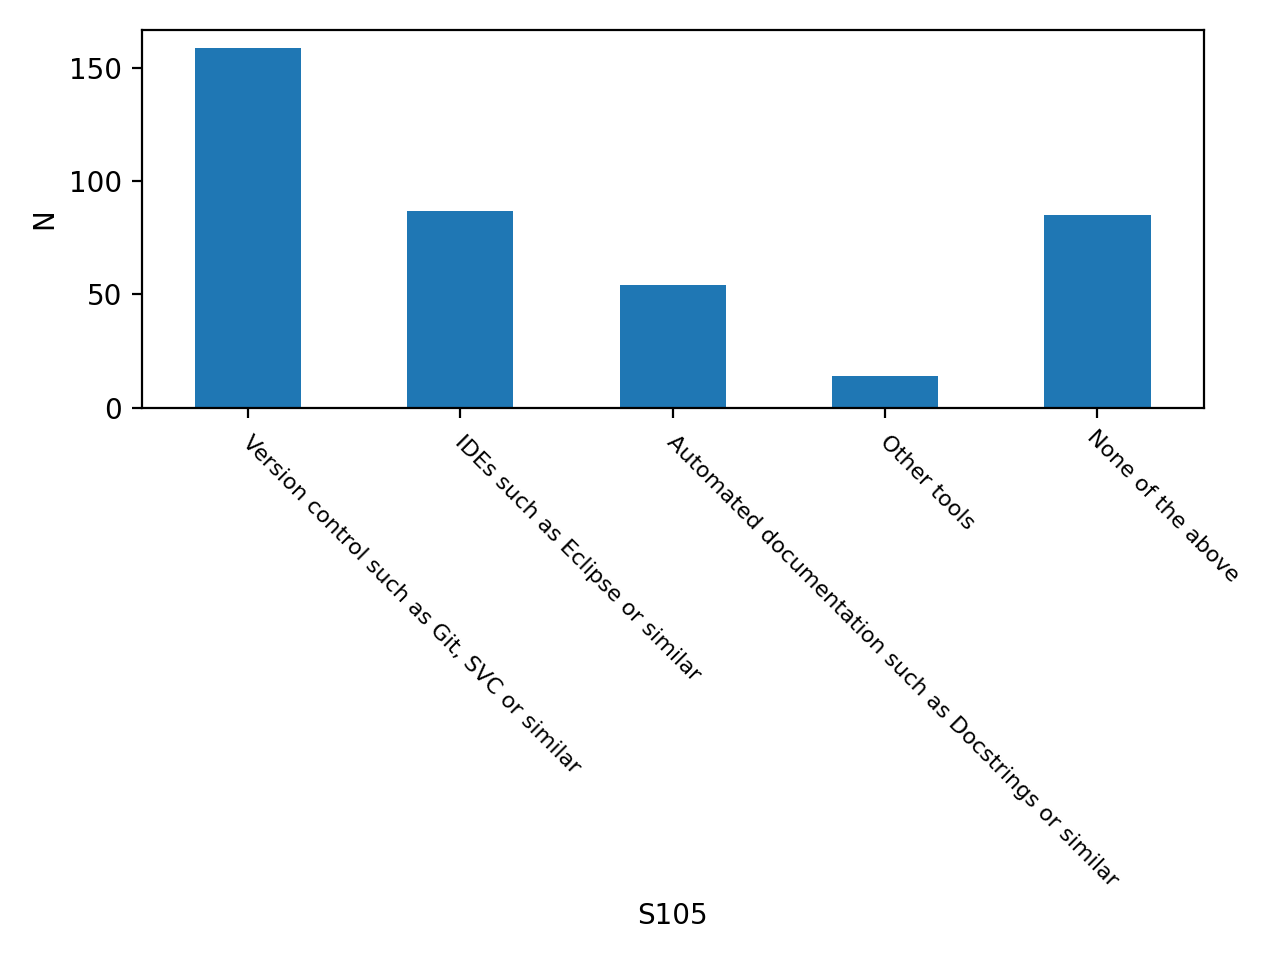 150
100
50
0
N
Version control such as Git, SVC or similar
IDEs such as Eclipse or similar
Automated documentation such as Docstrings or similar
Other tools
None of the above
S105